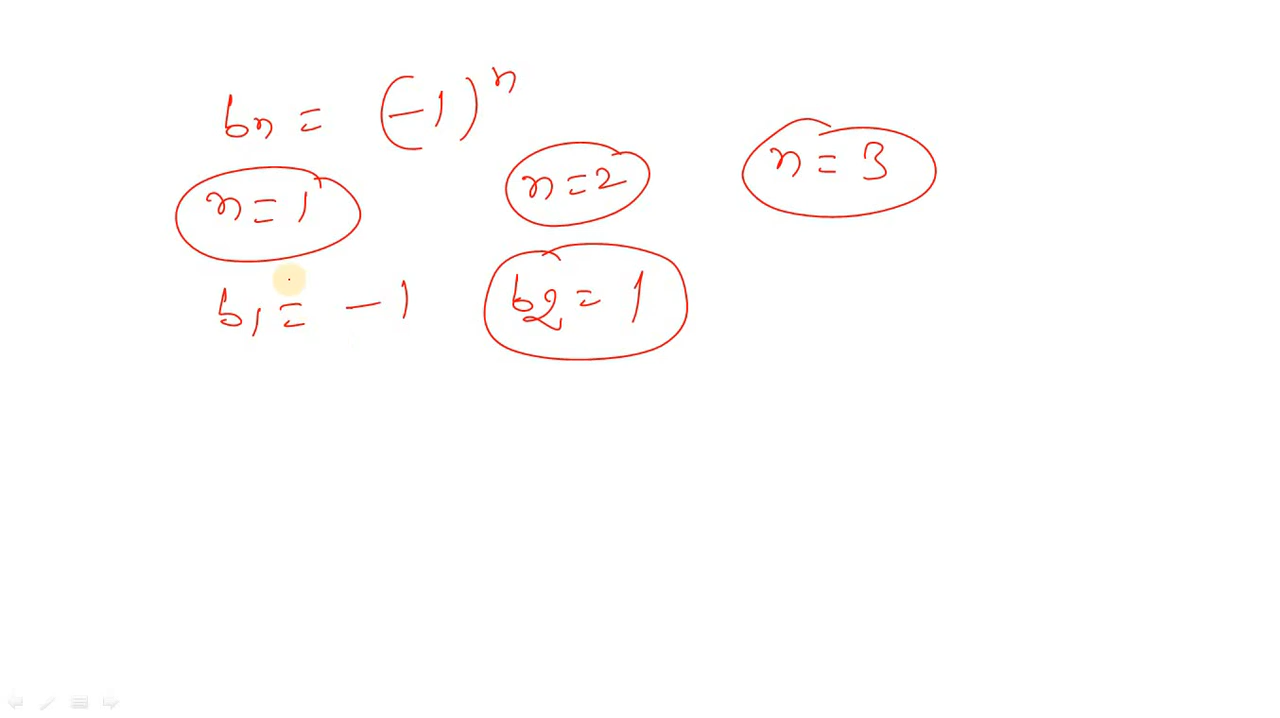 bn = (-1)^n
n = 1 n = 2 n = 3
b1 = -1 b2 = 1